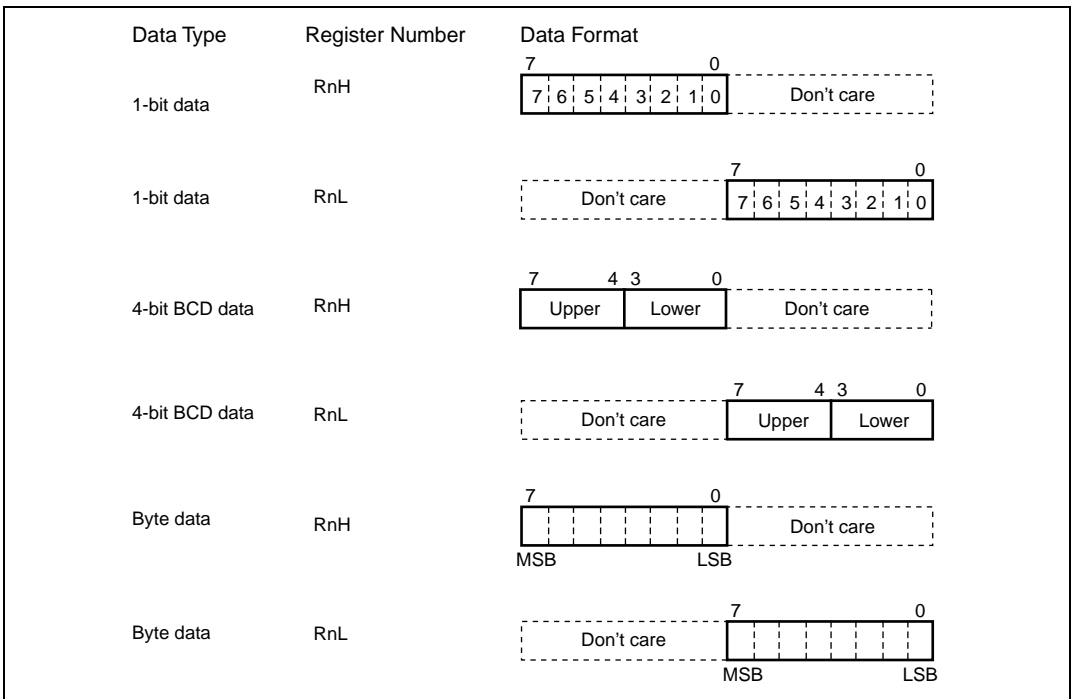 Data Type Register Number Data Format
7 0
1-bit data RnH 7 6 5 4 3 2 1 0 Don't care
7 0
1-bit data RnL Don't care 7 6 5 4 3 2 1 0
7 4 3 0
4-bit BCD data RnH Upper Lower Don't care
7 4 3 0
4-bit BCD data RnL Don't care Upper Lower
7 0
Byte data RnH Don't care
MSB LSB
7 0
Byte data RnL Don't care
MSB LSB